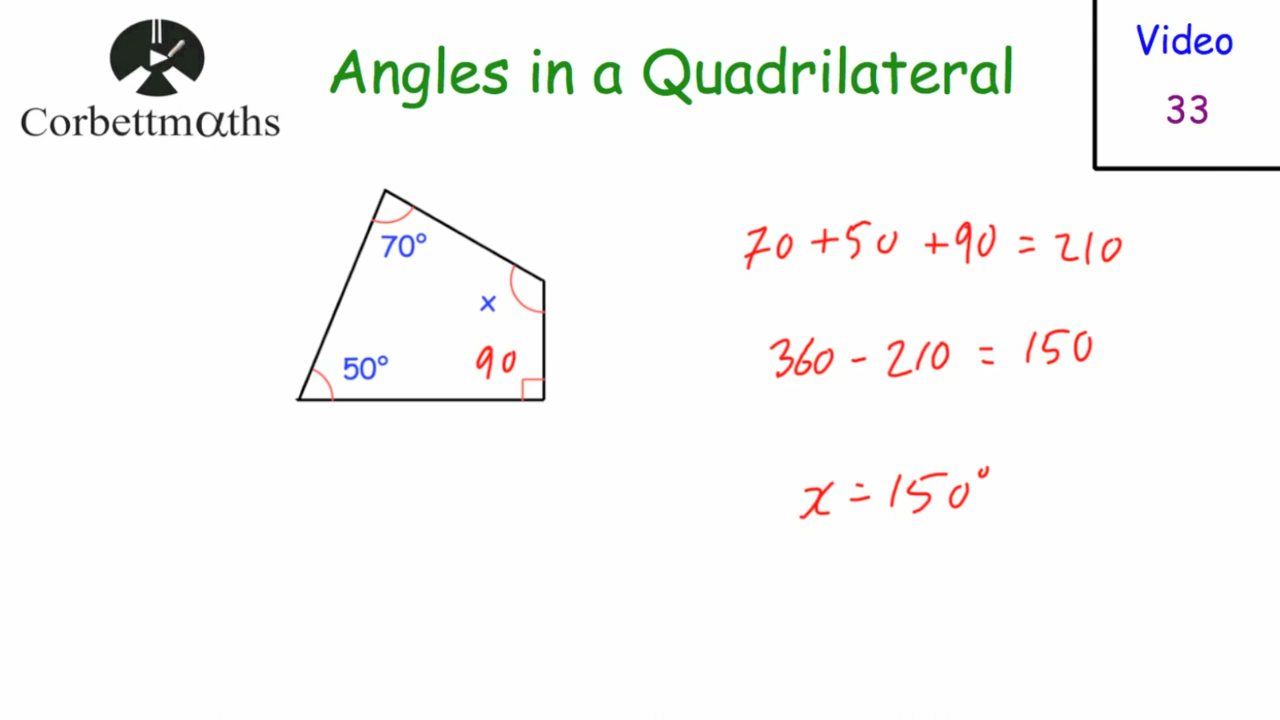 Corbettmαths
Angles in a Quadrilateral
Video
33
70°
x
50°
90
70 + 50 + 90 = 210
360 - 210 = 150
x = 150°